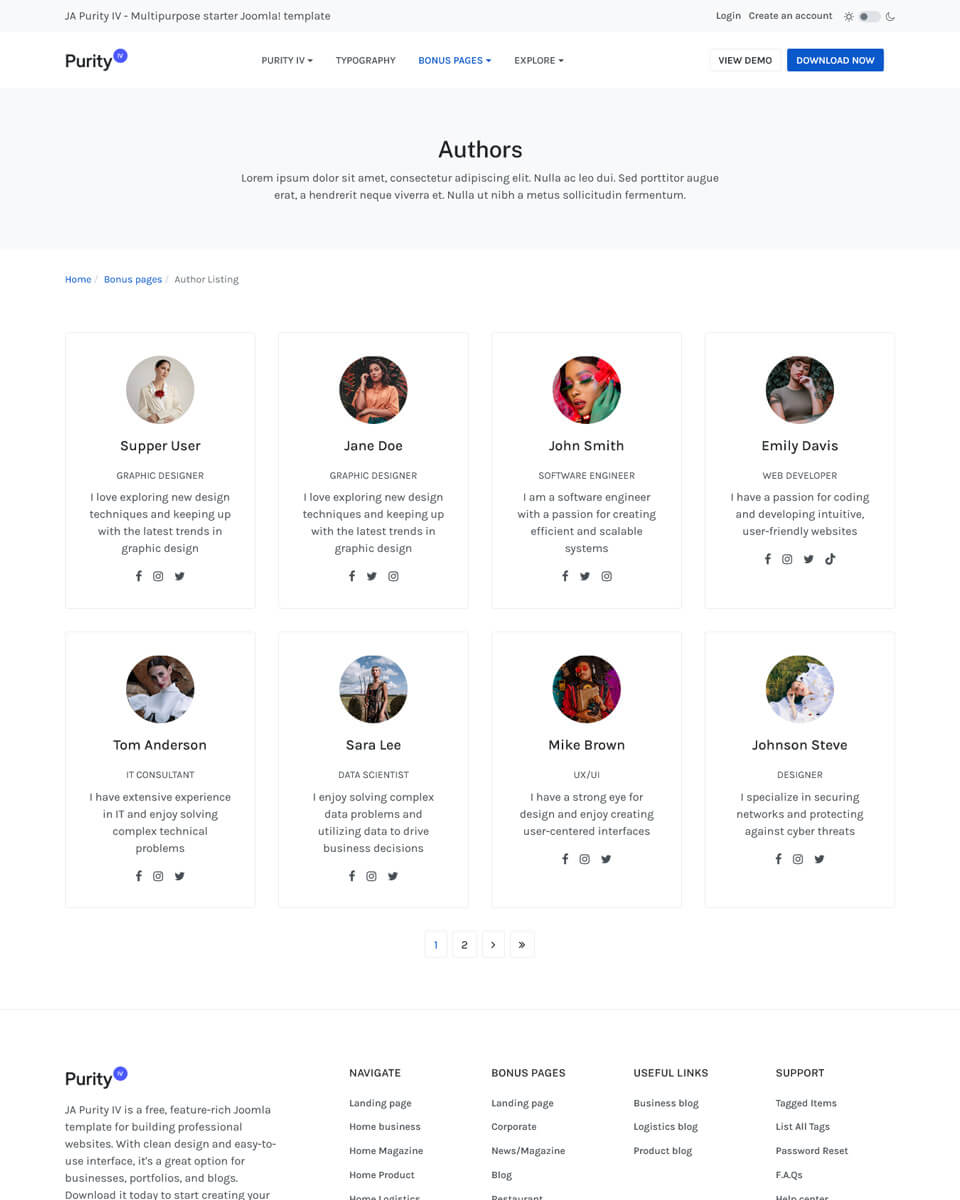 JA Purity IV - Multipurpose starter Joomla! template
Login Create an account
Purity IV
PURITY IV TYPOGRAPHY BONUS PAGES EXPLORE
VIEW DEMO DOWNLOAD NOW
Authors
Lorem ipsum dolor sit amet, consectetur adipiscing elit. Nulla ac leo dui. Sed porttitor augue
erat, a hendrerit neque viverra et. Nulla ut nibh a metus sollicitudin fermentum.
Home / Bonus pages / Author Listing
Supper User
GRAPHIC DESIGNER
I love exploring new design
techniques and keeping up
with the latest trends in
graphic design
Jane Doe
GRAPHIC DESIGNER
I love exploring new design
techniques and keeping up
with the latest trends in
graphic design
John Smith
SOFTWARE ENGINEER
I am a software engineer
with a passion for creating
efficient and scalable
systems
Emily Davis
WEB DEVELOPER
I have a passion for coding
and developing intuitive,
user-friendly websites
Tom Anderson
IT CONSULTANT
I have extensive experience
in IT and enjoy solving
complex technical
problems
Sara Lee
DATA SCIENTIST
I enjoy solving complex
data problems and
utilizing data to drive
business decisions
Mike Brown
UX/UI
I have a strong eye for
design and enjoy creating
user-centered interfaces
Johnson Steve
DESIGNER
I specialize in securing
networks and protecting
against cyber threats
1 2 › »
Purity IV
JA Purity IV is a free, feature-rich Joomla
template for building professional
websites. With clean design and easy-to-
use interface, it's a great option for
businesses, portfolios, and blogs.
Download it today to start creating your
NAVIGATE
Landing page
Home business
Home Magazine
Home Product
Home Logistics
BONUS PAGES
Landing page
Corporate
News/Magazine
Blog
Restaurant
USEFUL LINKS
Business blog
Logistics blog
Product blog
SUPPORT
Tagged Items
List All Tags
Password Reset
F.A.Qs
Help center